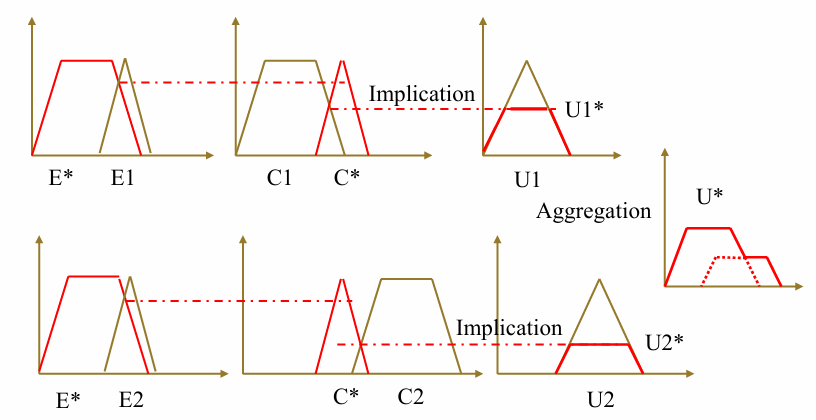 Implication
U1*
E* E1 C1 C* U1
U*
Aggregation
Implication
U2*
E* E2 C* C2 U2